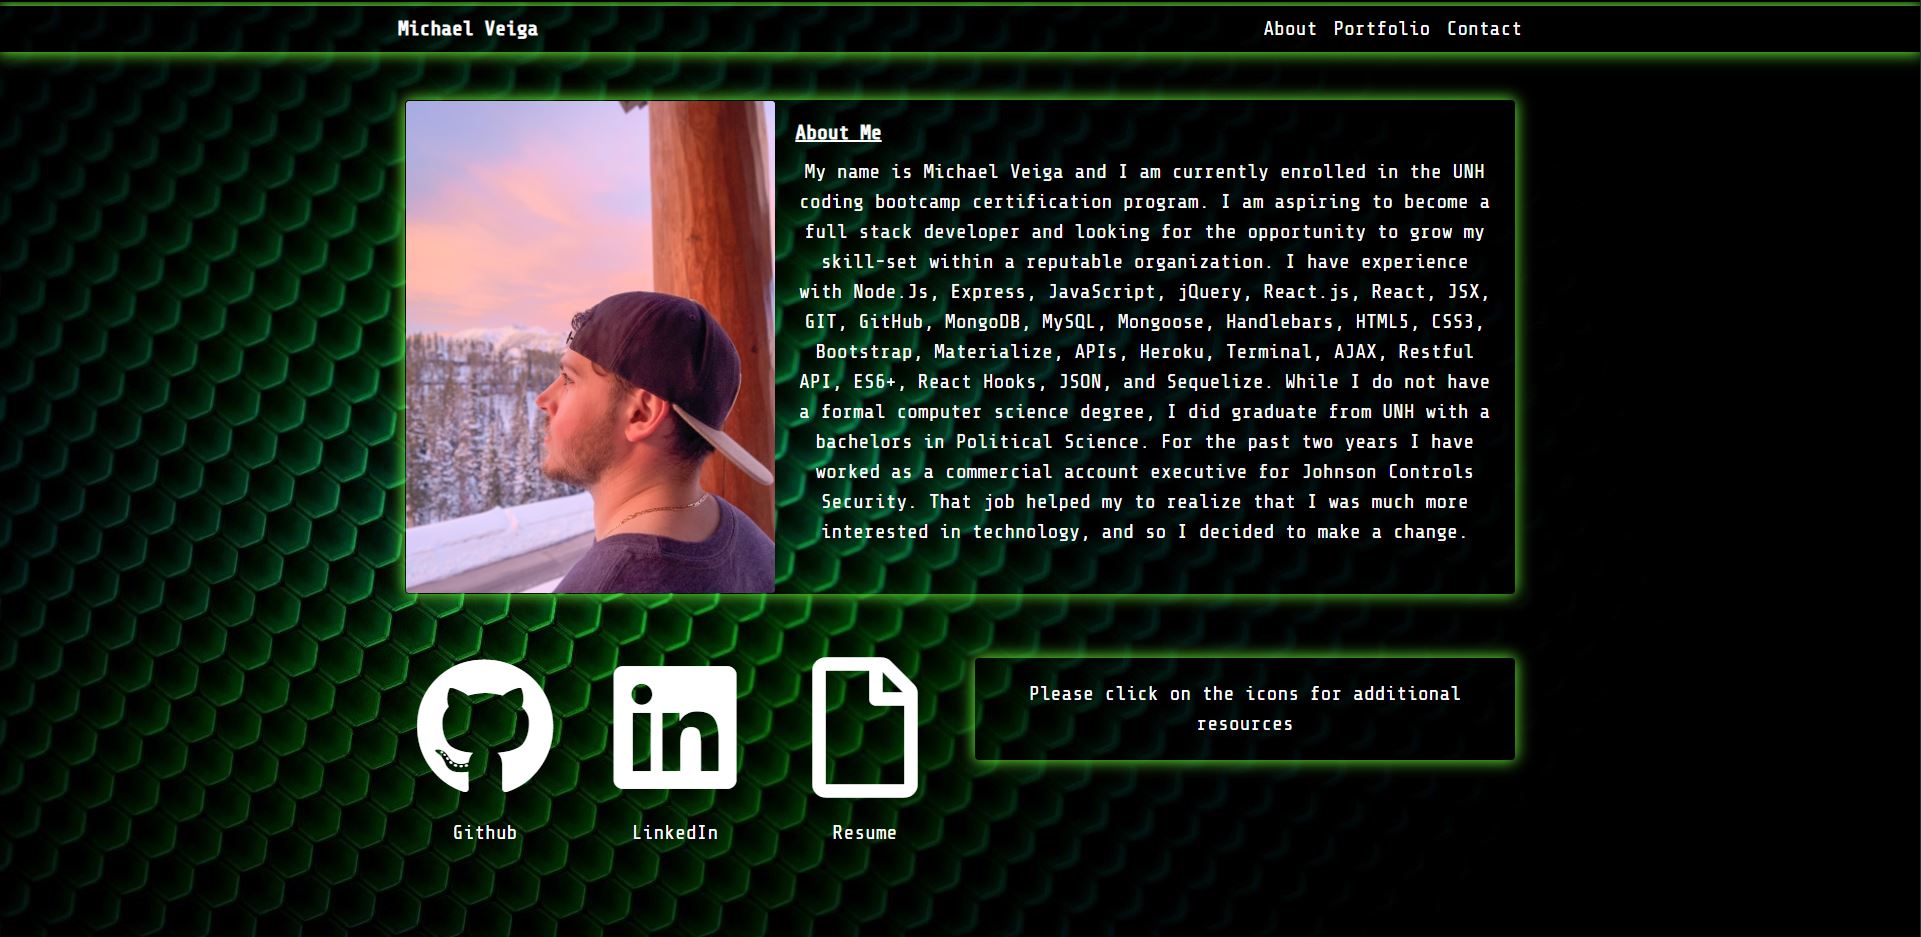 Michael Veiga
About Portfolio Contact
About Me
My name is Michael Veiga and I am currently enrolled in the UNH
coding bootcamp certification program. I am aspiring to become a
full stack developer and looking for the opportunity to grow my
skill-set within a reputable organization. I have experience
with Node.Js, Express, JavaScript, jQuery, React.js, React, JSX,
GIT, GitHub, MongoDB, MySQL, Mongoose, Handlebars, HTML5, CSS3,
Bootstrap, Materialize, APIs, Heroku, Terminal, AJAX, Restful
API, ES6+, React Hooks, JSON, and Sequelize. While I do not have
a formal computer science degree, I did graduate from UNH with a
bachelors in Political Science. For the past two years I have
worked as a commercial account executive for Johnson Controls
Security. That job helped my to realize that I was much more
interested in technology, and so I decided to make a change.
in
Please click on the icons for additional
resources
Github
LinkedIn
Resume